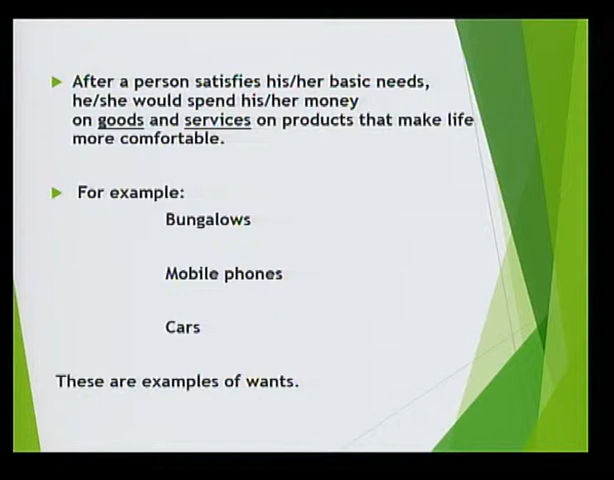 After a person satisfies his/her basic needs,
he/she would spend his/her money
on goods and services on products that make life
more comfortable.
For example:
Bungalows
Mobile phones
Cars
These are examples of wants.